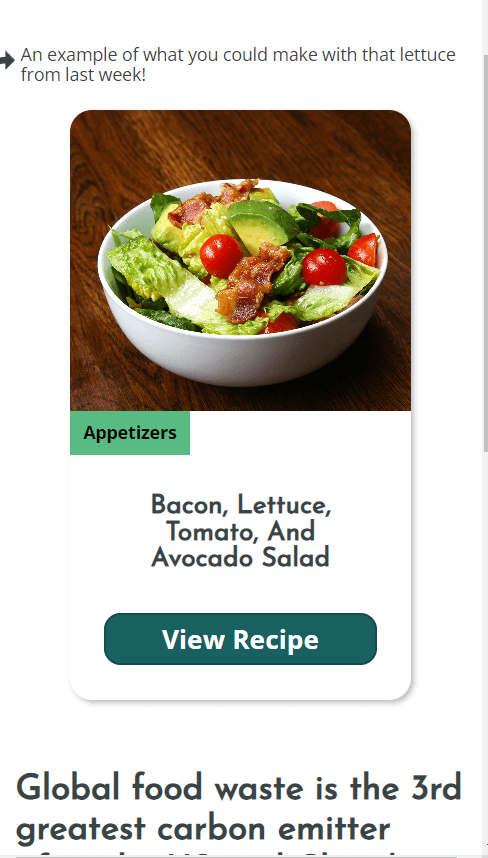 An example of what you could make with that lettuce
from last week!
Appetizers
Bacon, Lettuce,
Tomato, And
Avocado Salad
View Recipe
Global food waste is the 3rd
greatest carbon emitter